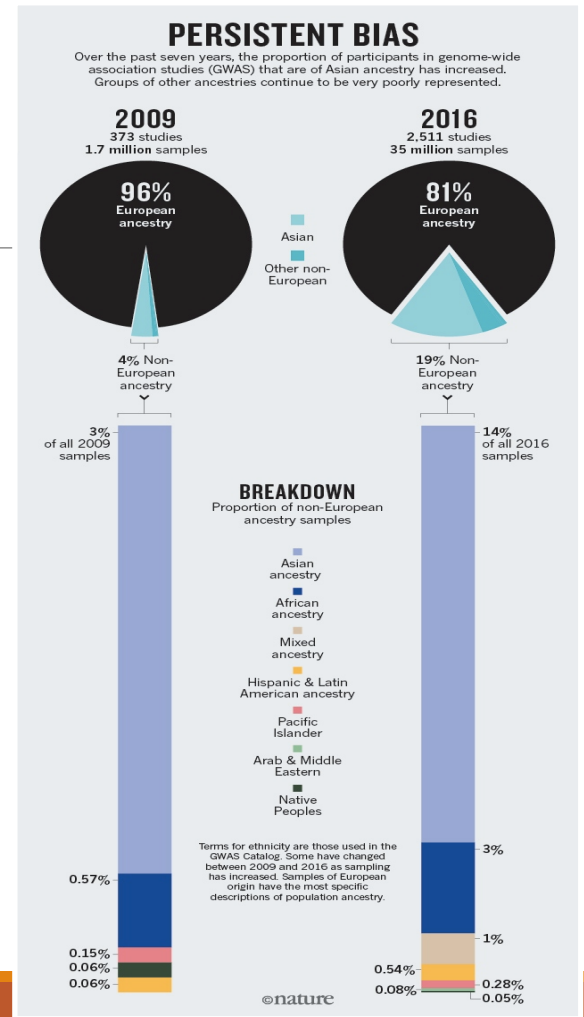 PERSISTENT BIAS
Over the past seven years, the proportion of participants in genome-wide
association studies (GWAS) that are of Asian ancestry has increased.
Groups of other ancestries continue to be very poorly represented.
2009
373 studies
1.7 million samples
96%
European
ancestry
2016
2,511 studies
35 million samples
81%
European
ancestry
Asian
Other non-
European
4% Non-
European
ancestry
19% Non-
European
ancestry
3%
of all 2009
samples
14%
of all 2016
samples
BREAKDOWN
Proportion of non-European
ancestry samples
Asian
ancestry
African
ancestry
Mixed
ancestry
Hispanic & Latin
American ancestry
Pacific
Islander
Arab & Middle
Eastern
Native
Peoples
Terms for ethnicity are those used in the
GWAS Catalog. Some have changed
between 2009 and 2016 as sampling
has increased. Samples of European
origin have the most specific
descriptions of population ancestry.
0.57%
0.15%
0.06%
0.06%
3%
1%
0.54%
0.28%
0.08%
0.05%
©nature